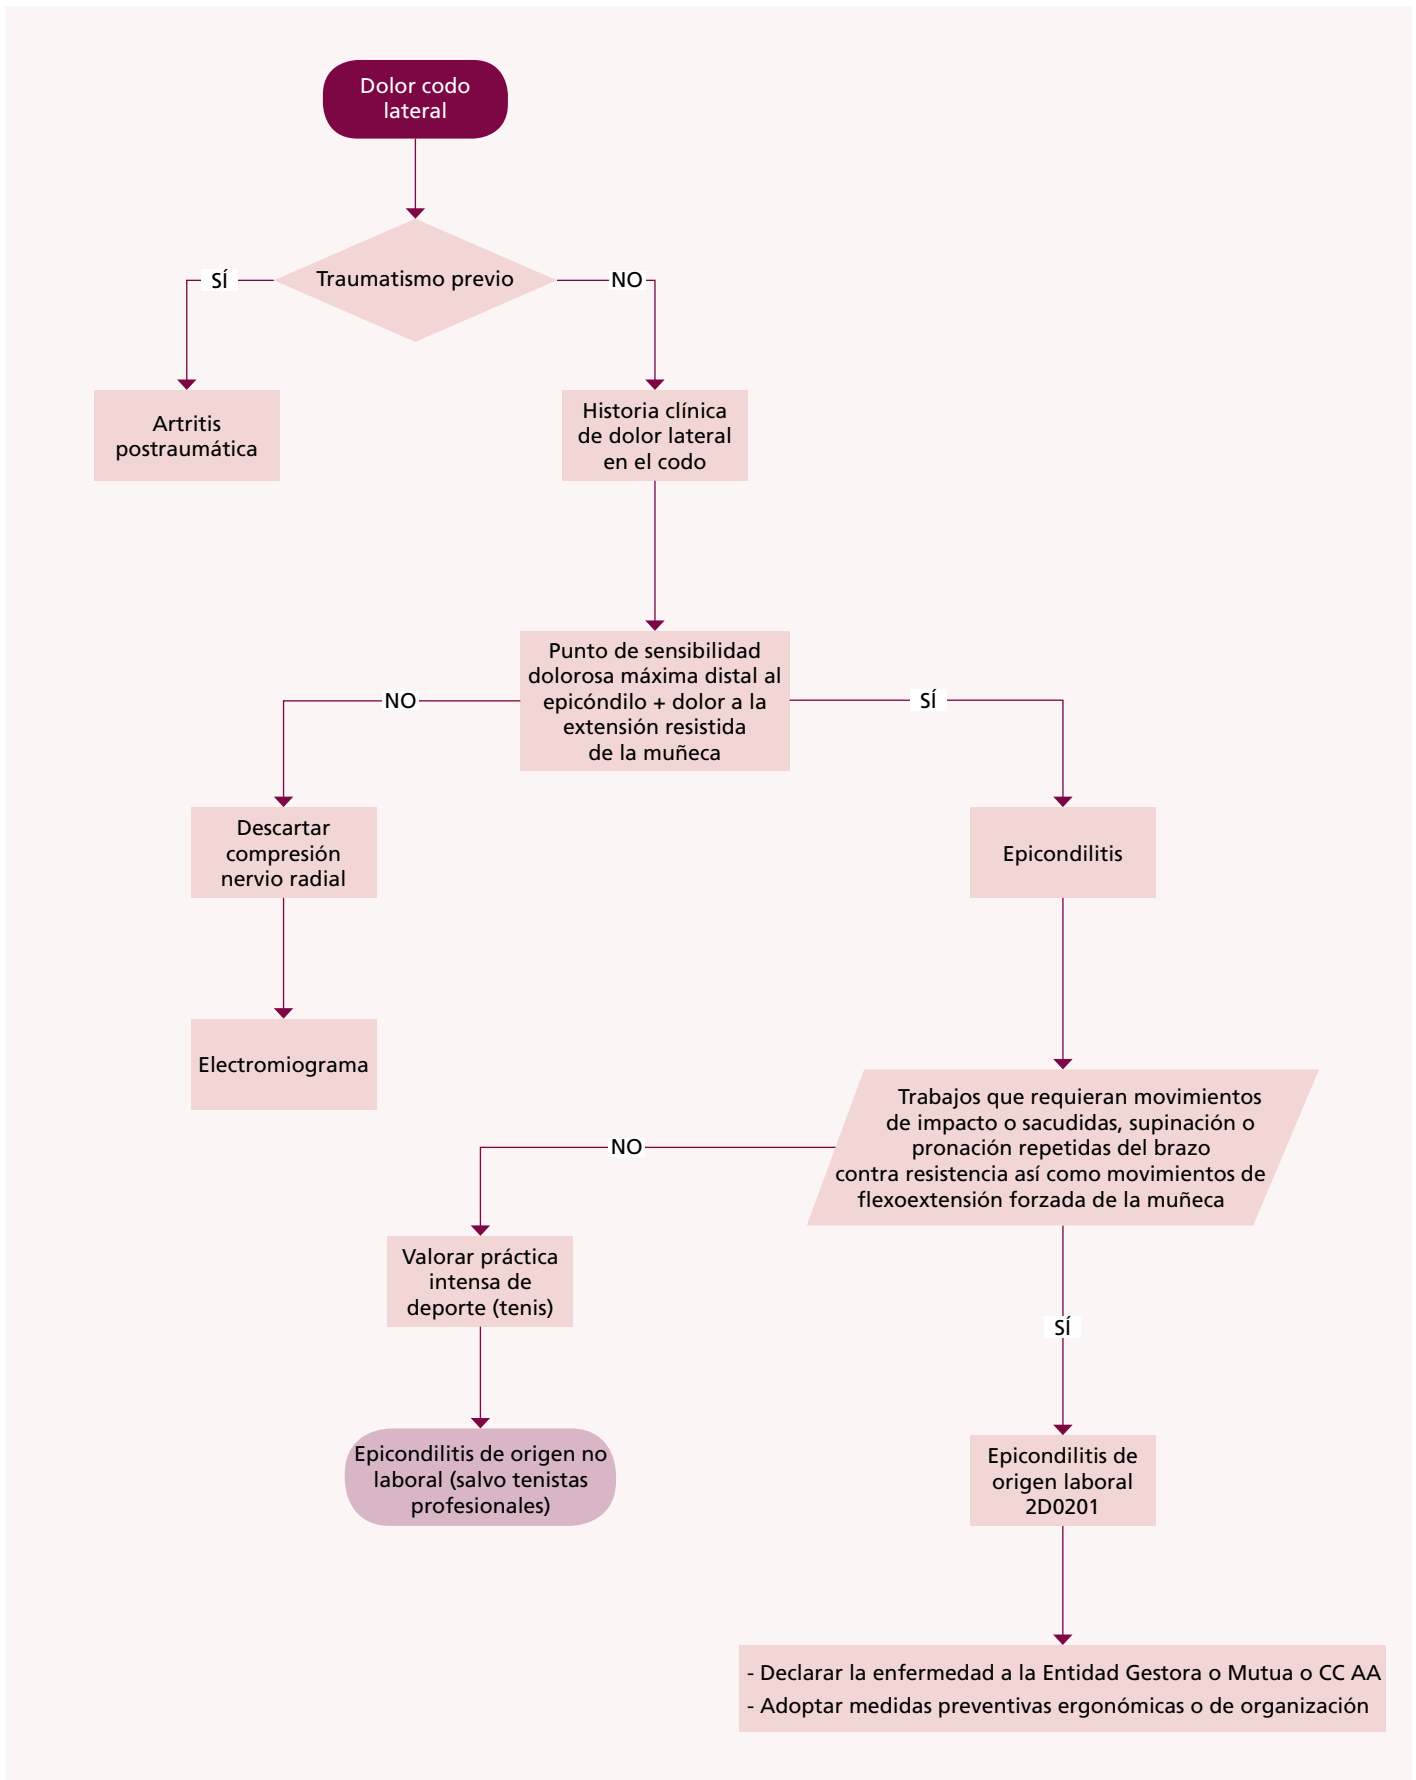 Dolor codo
lateral
Traumatismo previo
SÍ
NO
Artritis
postraumática
Historia clínica
de dolor lateral
en el codo
Punto de sensibilidad
dolorosa máxima distal al
epicóndilo + dolor a la
extensión resistida
de la muñeca
NO
SÍ
Descartar
compresión
nervio radial
Epicondilitis
Electromiograma
Trabajos que requieran movimientos
de impacto o sacudidas, supinación o
pronación repetidas del brazo
contra resistencia así como movimientos de
flexoextensión forzada de la muñeca
NO
Valorar práctica
intensa de
deporte (tenis)
SÍ
Epicondilitis de origen no
laboral (salvo tenistas
profesionales)
Epicondilitis de
origen laboral
2D0201
- Declarar la enfermedad a la Entidad Gestora o Mutua o CC AA
- Adoptar medidas preventivas ergonómicas o de organización